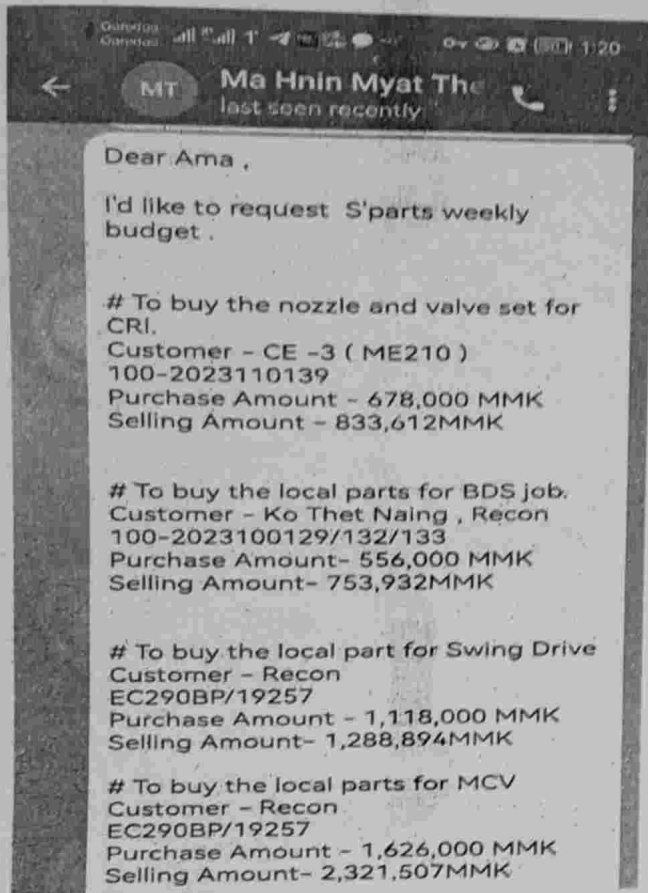 Ooredoo
Ooredoo
1:20
MT
Ma Hnin Myat The
last seen recently
Dear Ama ,
I'd like to request S'parts weekly
budget .
# To buy the nozzle and valve set for
CRI.
Customer – CE -3 ( ME210 )
100-2023110139
Purchase Amount – 678,000 MMK
Selling Amount – 833,612MMK
# To buy the local parts for BDS job.
Customer – Ko Thet Naing , Recon
100-2023100129/132/133
Purchase Amount– 556,000 MMK
Selling Amount– 753,932MMK
# To buy the local part for Swing Drive
Customer – Recon
EC290BP/19257
Purchase Amount – 1,118,000 MMK
Selling Amount– 1,288,894MMK
# To buy the local parts for MCV
Customer – Recon
EC290BP/19257
Purchase Amount – 1,626,000 MMK
Selling Amount– 2,321,507MMK